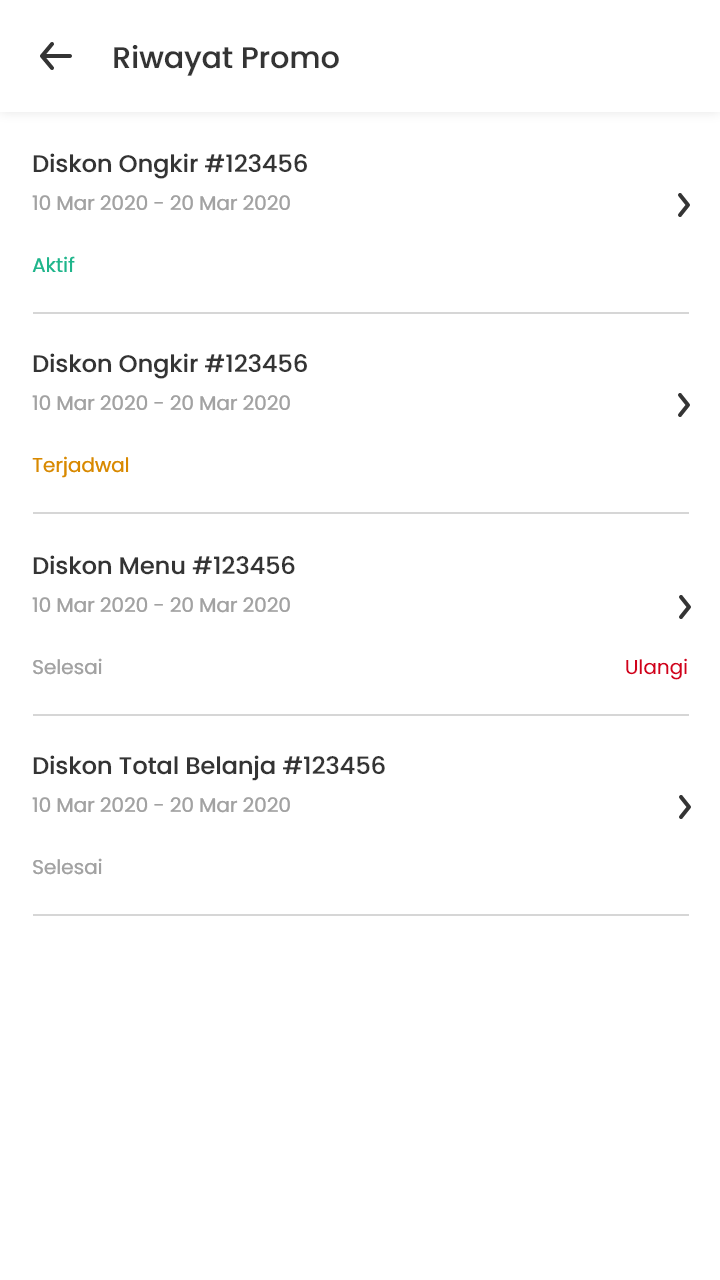 Riwayat Promo
Diskon Ongkir #123456
10 Mar 2020 - 20 Mar 2020
Aktif
Diskon Ongkir #123456
10 Mar 2020 - 20 Mar 2020
Terjadwal
Diskon Menu #123456
10 Mar 2020 - 20 Mar 2020
Selesai Ulangi
Diskon Total Belanja #123456
10 Mar 2020 - 20 Mar 2020
Selesai